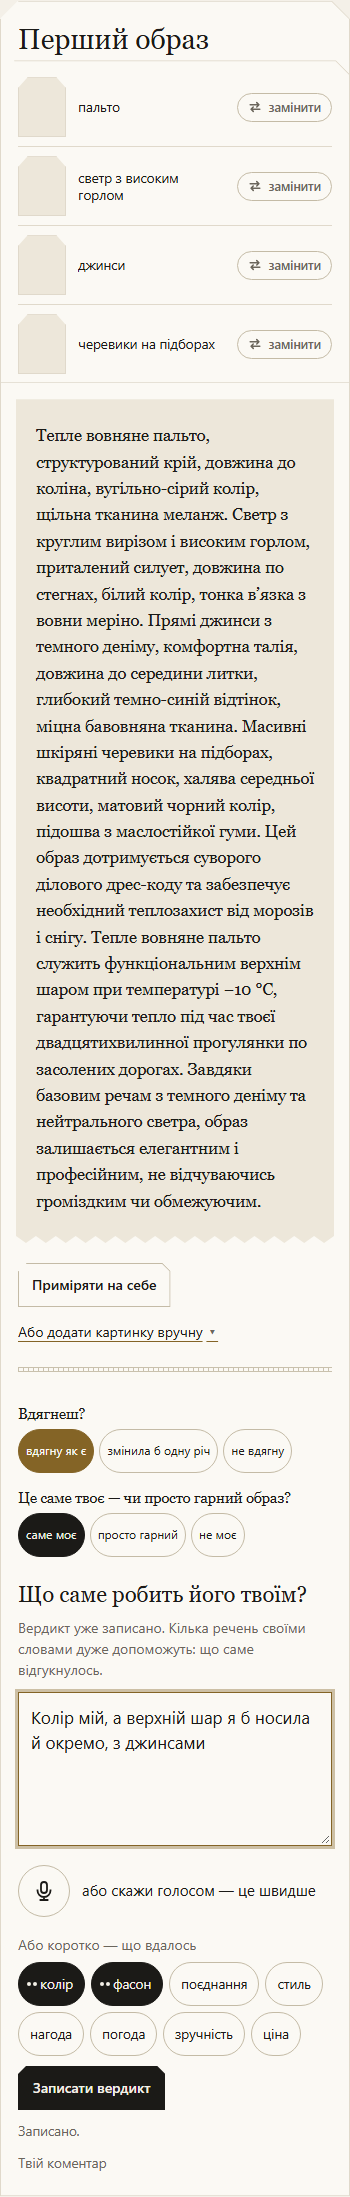 Перший образ
пальто
замінити
светр з високим
горлом
замінити
джинси
замінити
черевики на підборах
замінити
Тепле вовняне пальто,
структурований крій, довжина до
коліна, вугільно-сірий колір,
щільна тканина меланж. Светр з
круглим вирізом і високим горлом,
приталений силует, довжина по
стегнах, білий колір, тонка в’язка з
вовни меріно. Прямі джинси з
темного деніму, комфортна талія,
довжина до середини литки,
глибокий темно-синій відтінок,
міцна бавовняна тканина. Масивні
шкіряні черевики на підборах,
квадратний носок, халява середньої
висоти, матовий чорний колір,
підошва з маслостійкої гуми. Цей
образ дотримується суворого
ділового дрес-коду та забезпечує
необхідний теплозахист від морозів
і снігу. Тепле вовняне пальто
служить функціональним верхнім
шаром при температурі −10 °C,
гарантуючи тепло під час твоєї
двадцятихвилинної прогулянки по
засолених дорогах. Завдяки
базовим речам з темного деніму та
нейтрального светра, образ
залишається елегантним і
професійним, не відчуваючись
громіздким чи обмежуючим.
Приміряти на себе
Або додати картинку вручну
Вдягнеш?
вдягну як є
змінила б одну річ
не вдягну
Це саме твоє — чи просто гарний образ?
саме моє
просто гарний
не моє
Що саме робить його твоїм?
Вердикт уже записано. Кілька речень своїми
словами дуже допоможуть: що саме
відгукнулось.
Колір мій, а верхній шар я б носила
й окремо, з джинсами
або скажи голосом — це швидше
Або коротко — що вдалось
колір
фасон
поєднання
стиль
нагода
погода
зручність
ціна
Записати вердикт
Записано.
Твій коментар